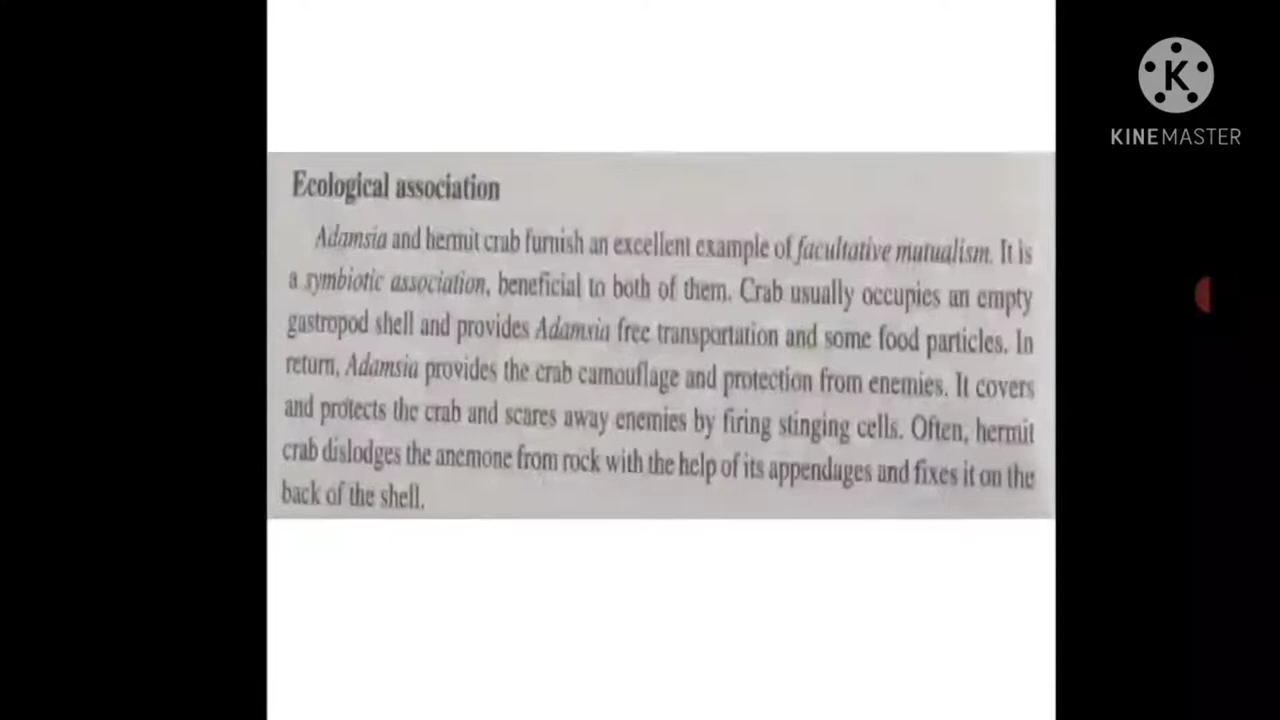 K
KINEMASTER
Ecological association
Adamsia and hermit crab furnish an excellent example of facultative mutualism. It is
a symbiotic association, beneficial to both of them. Crab usually occupies an empty
gastropod shell and provides Adamsia free transportation and some food particles. In
return, Adamsia provides the crab camouflage and protection from enemies. It covers
and protects the crab and scares away enemies by firing stinging cells. Often, hermit
crab dislodges the anemone from rock with the help of its appendages and fixes it on the
back of the shell.